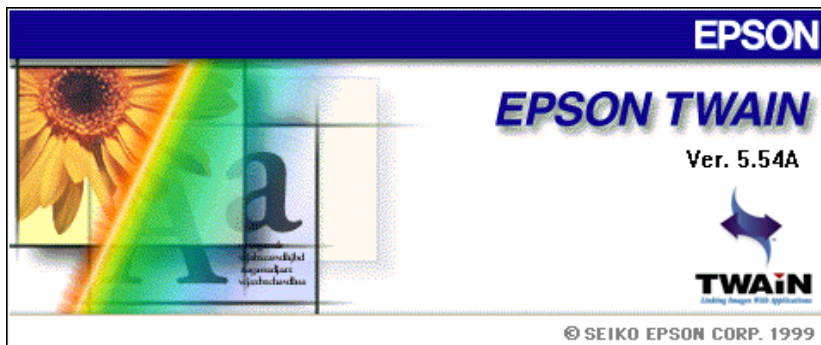 EPSON
EPSON TWAIN
Ver. 5.54A
Aa
TWAiN
Linking Images With Applications
© SEIKO EPSON CORP. 1999